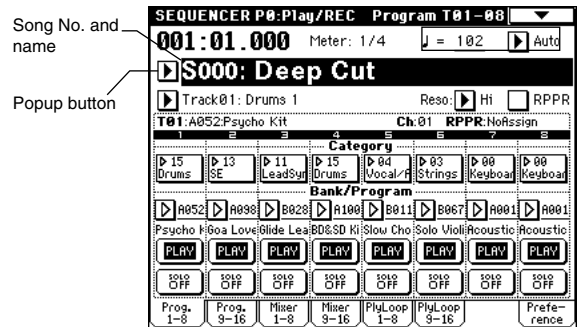 Song No. and
name
Popup button
SEQUENCER P0:Play/REC Program T01-08
001:01.000 Meter: 1/4 ♩ = 102 Auto
S000: Deep Cut
Track01: Drums 1 Reso: Hi RPPR
T01:A052:Psycho Kit Ch:01 RPPR:NoAssign
1 2 3 4 5 6 7 8
Category
15 13 11 15 04 03 00 00
Drums SE LeadSyn Drums Vocal/A Strings Keyboar Keyboar
Bank/Program
A052 A098 B028 A100 B011 B067 A001 A001
Psycho K Goa Love Glide Lea BD&SD Ki Slow Cho Solo Violi Acoustic Acoustic
PLAY PLAY PLAY PLAY PLAY PLAY PLAY PLAY
SOLO SOLO SOLO SOLO SOLO SOLO SOLO SOLO
OFF OFF OFF OFF OFF OFF OFF OFF
Prog. Prog. Mixer Mixer PlyLoop PlyLoop Prefe-
1-8 9-16 1-8 9-16 1-8 9-16 rence